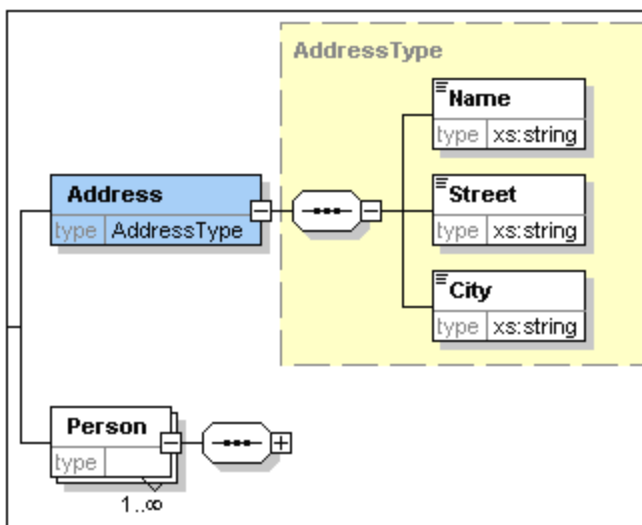 AddressType
Name
type xs:string
Address
type AddressType
Street
type xs:string
City
type xs:string
Person
type
1..∞